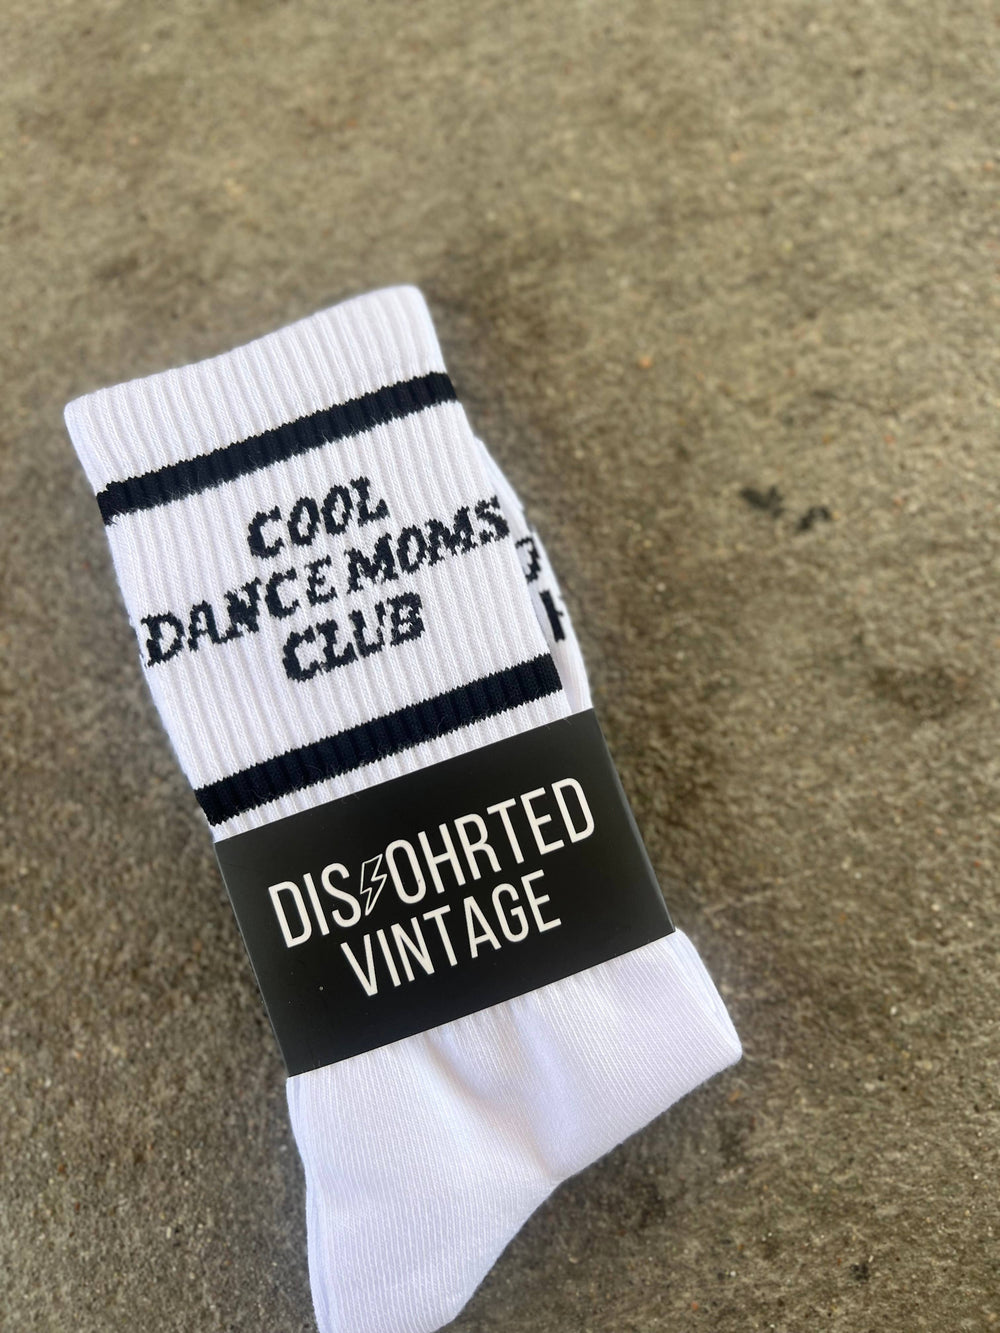 COOL
DANCE MOMS
CLUB
DIS⚡OHRTED
VINTAGE